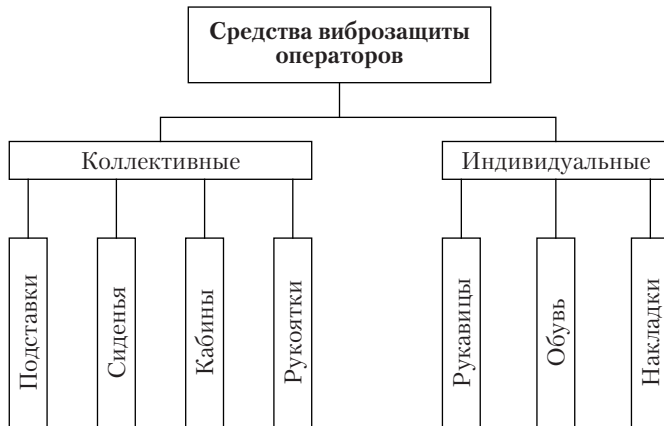 Средства виброзащиты
операторов
Коллективные
Индивидуальные
Подставки
Сиденья
Кабины
Рукоятки
Рукавицы
Обувь
Накладки